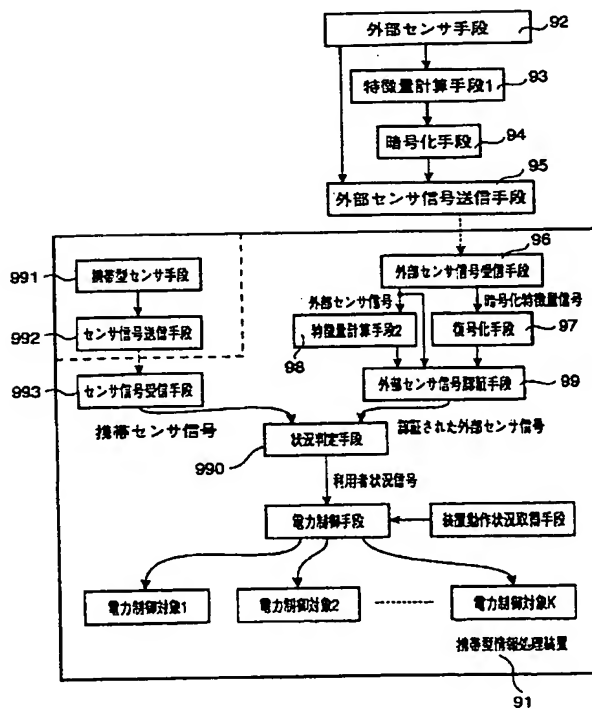 外部センサ手段
92
特徴量計算手段1
93
暗号化手段
94
外部センサ信号送信手段
95
外部センサ信号受信手段
96
991
携帯型センサ手段
992
センサ信号送信手段
外部センサ信号
暗号化特徴量信号
特徴量計算手段2
98
復号化手段
97
993
センサ信号受信手段
外部センサ信号認証手段
99
携帯センサ信号
認証された外部センサ信号
状況判定手段
990
利用者状況信号
電力制御手段
装置動作状況取得手段
電力制御対象1
電力制御対象2
電力制御対象K
携帯型情報処理装置
91